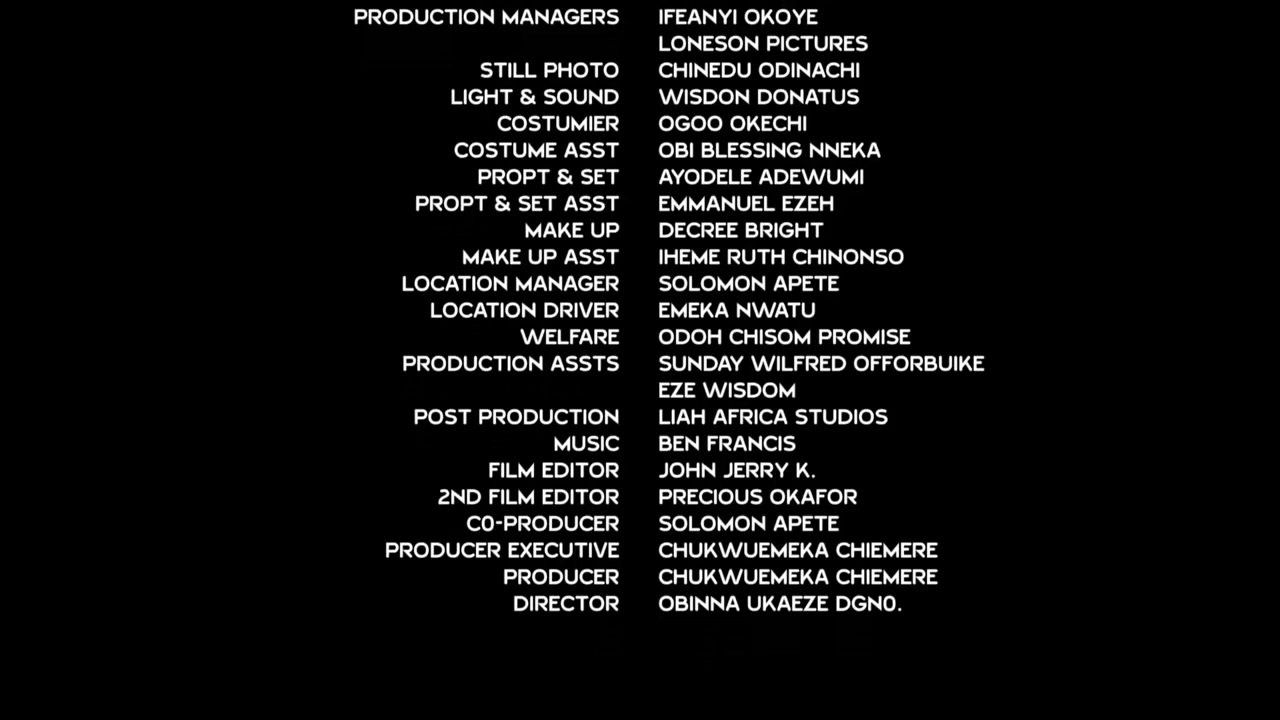 PRODUCTION MANAGERS IFEANYI OKOYE
LONESON PICTURES
STILL PHOTO CHINEDU ODINACHI
LIGHT & SOUND WISDON DONATUS
COSTUMIER OGOO OKECHI
COSTUME ASST OBI BLESSING NNEKA
PROPT & SET AYODELE ADEWUMI
PROPT & SET ASST EMMANUEL EZEH
MAKE UP DECREE BRIGHT
MAKE UP ASST IHEME RUTH CHINONSO
LOCATION MANAGER SOLOMON APETE
LOCATION DRIVER EMEKA NWATU
WELFARE ODOH CHISOM PROMISE
PRODUCTION ASSTS SUNDAY WILFRED OFFORBUIKE
EZE WISDOM
POST PRODUCTION LIAH AFRICA STUDIOS
MUSIC BEN FRANCIS
FILM EDITOR JOHN JERRY K.
2ND FILM EDITOR PRECIOUS OKAFOR
C0-PRODUCER SOLOMON APETE
PRODUCER EXECUTIVE CHUKWUEMEKA CHIEMERE
PRODUCER CHUKWUEMEKA CHIEMERE
DIRECTOR OBINNA UKAEZE DGN0.